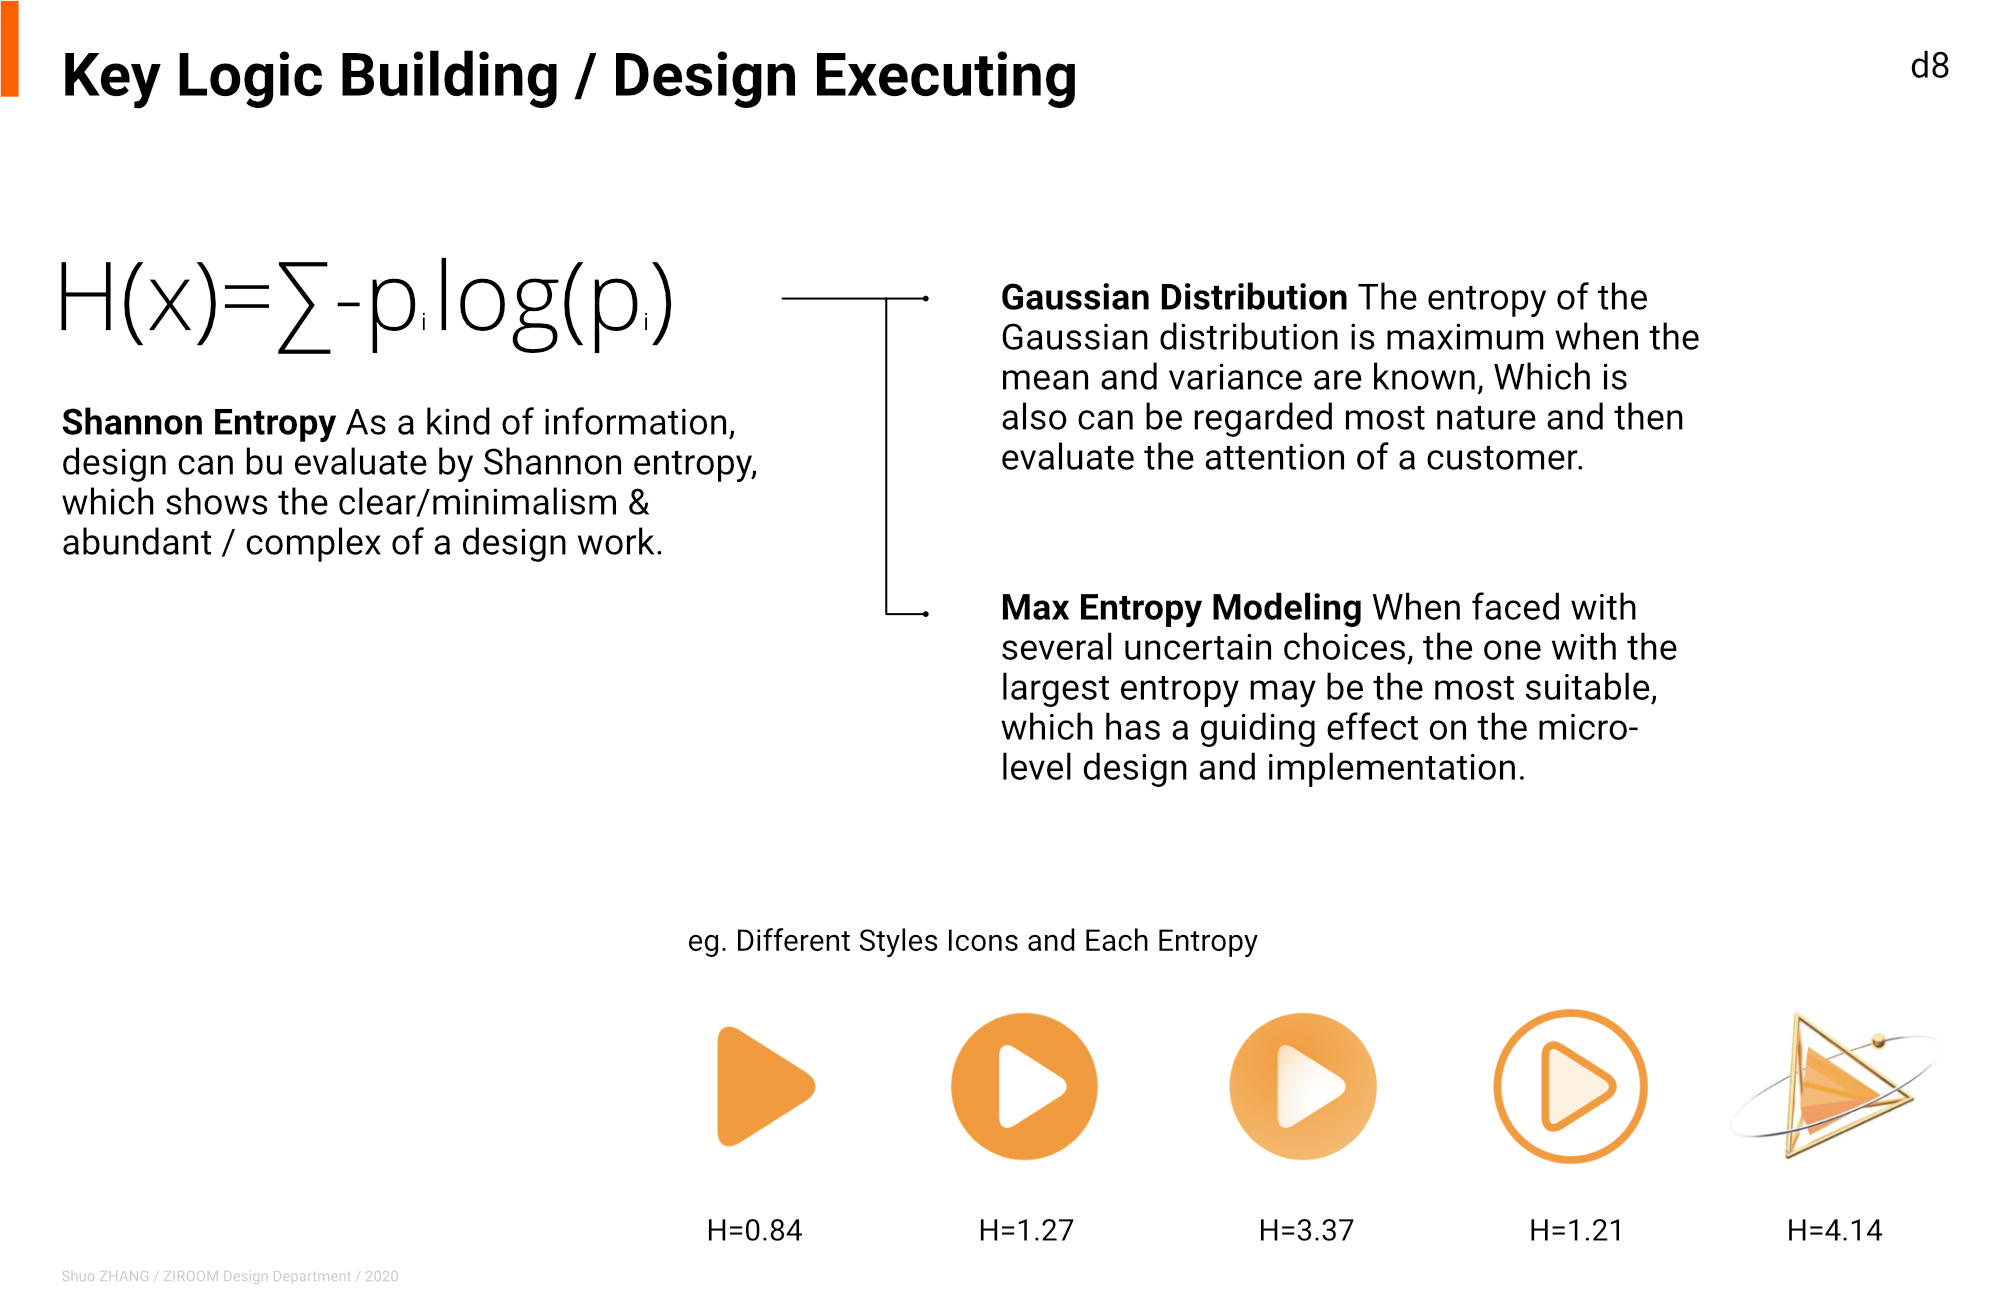 Key Logic Building / Design Executing
d8
H(x)=∑-pᵢlog(pᵢ)
Shannon Entropy As a kind of information,
design can bu evaluate by Shannon entropy,
which shows the clear/minimalism &
abundant / complex of a design work.
Gaussian Distribution The entropy of the
Gaussian distribution is maximum when the
mean and variance are known, Which is
also can be regarded most nature and then
evaluate the attention of a customer.
Max Entropy Modeling When faced with
several uncertain choices, the one with the
largest entropy may be the most suitable,
which has a guiding effect on the micro-
level design and implementation.
eg. Different Styles Icons and Each Entropy
H=0.84
H=1.27
H=3.37
H=1.21
H=4.14
Shuo ZHANG / ZIROOM Design Department / 2020